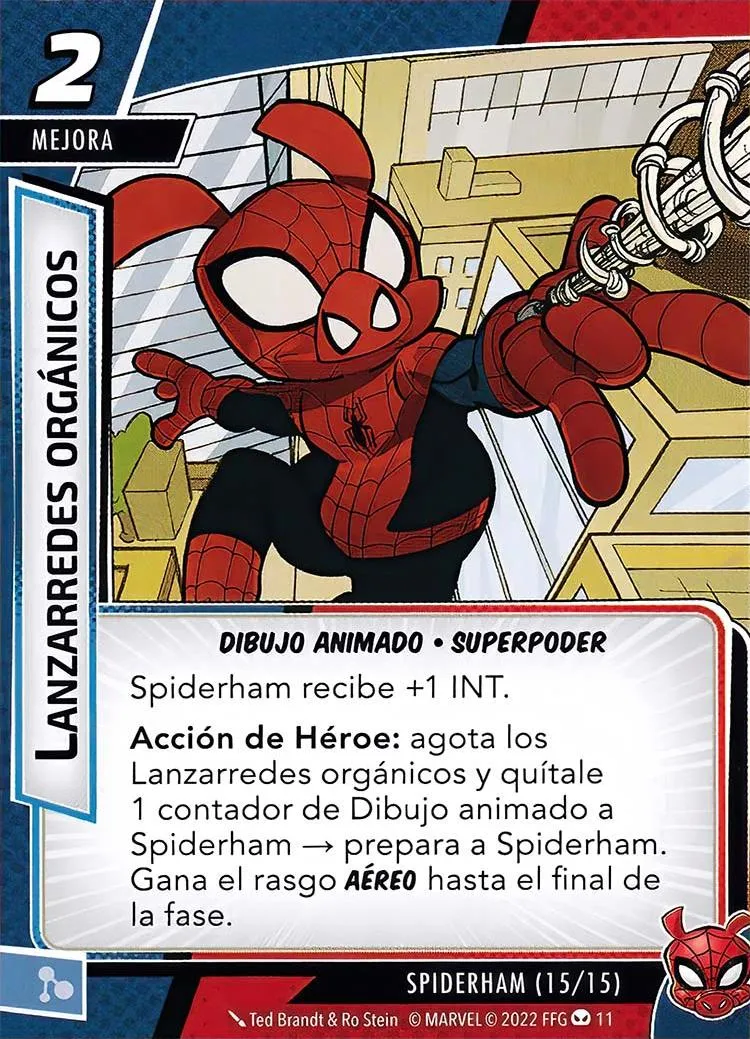 2
MEJORA
LANZARREDES ORGÁNICOS
DIBUJO ANIMADO • SUPERPODER
Spiderham recibe +1 INT.
Acción de Héroe: agota los
Lanzarredes orgánicos y quítale
1 contador de Dibujo animado a
Spiderham → prepara a Spiderham.
Gana el rasgo AÉREO hasta el final de
la fase.
SPIDERHAM (15/15)
Ted Brandt & Ro Stein © MARVEL © 2022 FFG 11